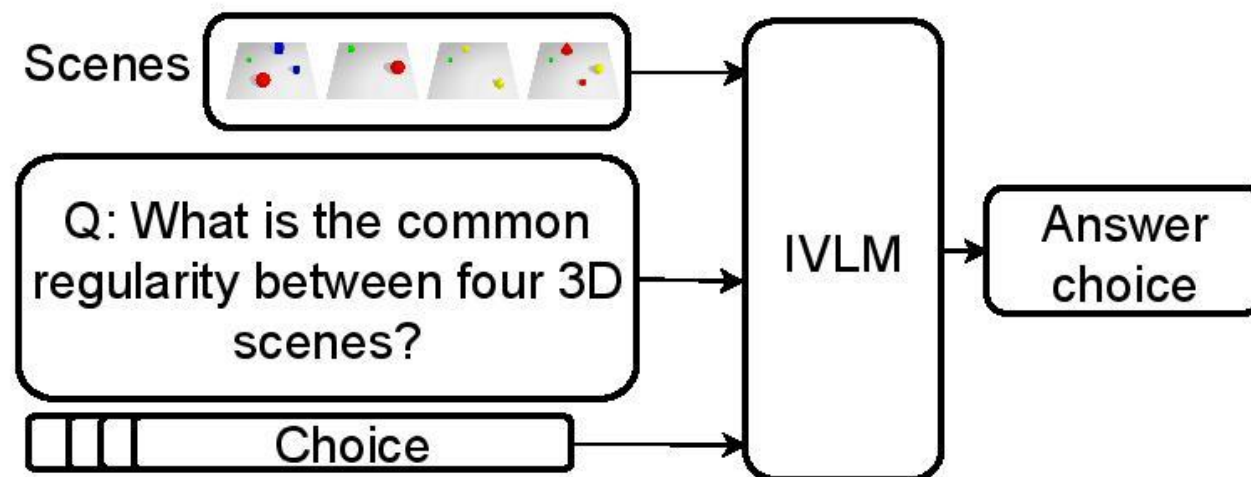 Scenes
Q: What is the common
regularity between four 3D
scenes?
Choice
IVLM
Answer
choice